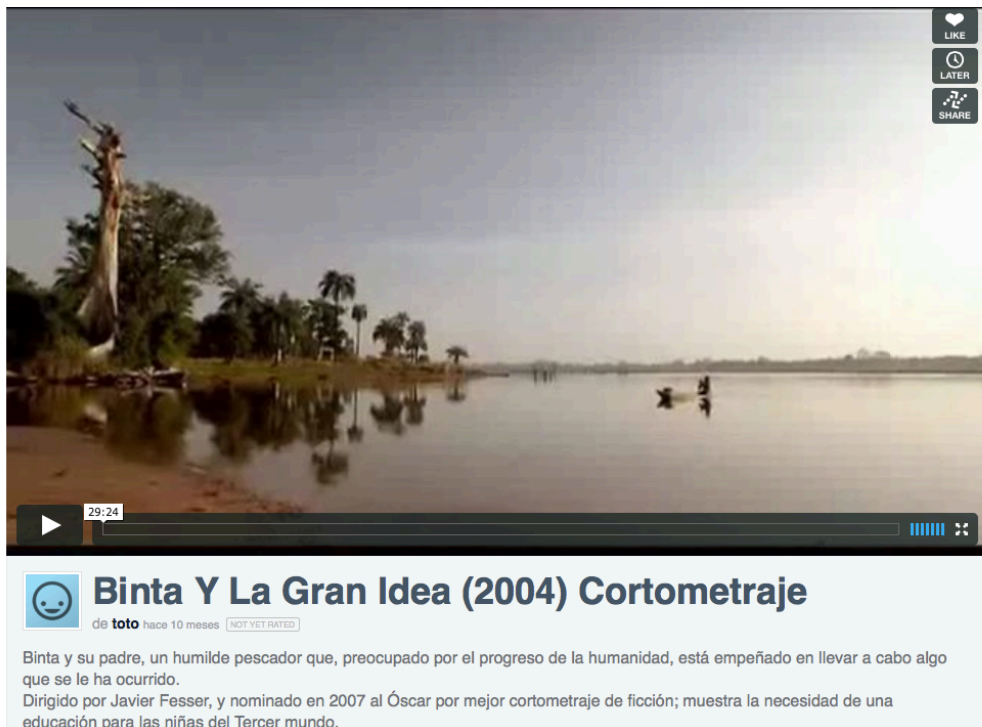 LIKE
LATER
SHARE
29:24
Binta Y La Gran Idea (2004) Cortometraje
de toto hace 10 meses NOT YET RATED
Binta y su padre, un humilde pescador que, preocupado por el progreso de la humanidad, está empeñado en llevar a cabo algo
que se le ha ocurrido.
Dirigido por Javier Fesser, y nominado en 2007 al Óscar por mejor cortometraje de ficción; muestra la necesidad de una
educación para las niñas del Tercer mundo.